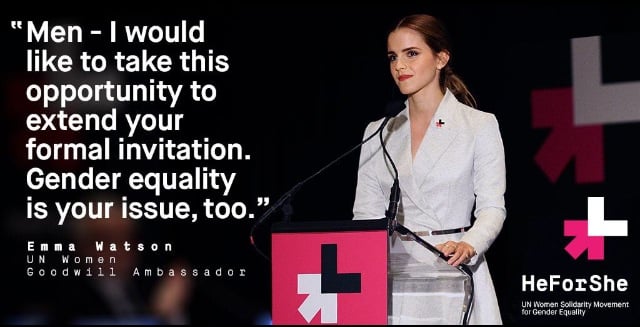 “Men - I would
like to take this
opportunity to
extend your
formal invitation.
Gender equality
is your issue, too.”
Emma Watson
UN Women
Goodwill Ambassador
HeForShe
UN Women Solidarity Movement
for Gender Equality